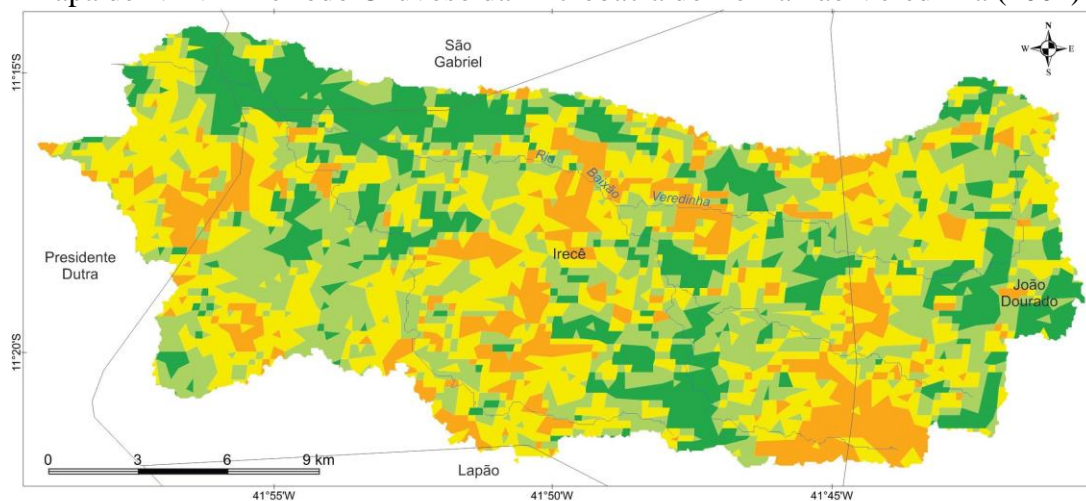 (
São
Gabriel
N
W
E
S
11°15'S
Rio
Baixão
Veredinha
Presidente
Dutra
Irecê
João
Dourado
11°20'S
0 3 6 9 km
Lapão
41°55'W 41°50'W 41°45'W